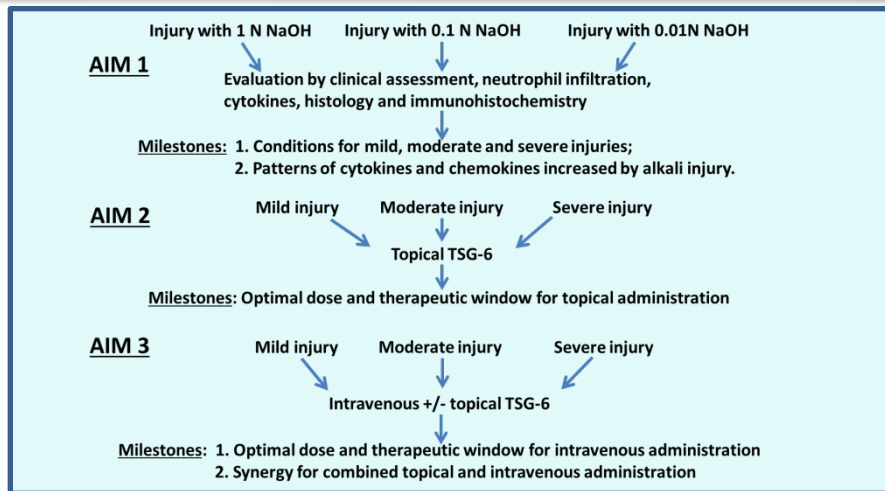 Injury with 1 N NaOH Injury with 0.1 N NaOH Injury with 0.01N NaOH
AIM 1
Evaluation by clinical assessment, neutrophil infiltration,
cytokines, histology and immunohistochemistry
Milestones: 1. Conditions for mild, moderate and severe injuries;
2. Patterns of cytokines and chemokines increased by alkali injury.
AIM 2
Mild injury Moderate injury Severe injury
Topical TSG-6
Milestones: Optimal dose and therapeutic window for topical administration
AIM 3
Mild injury Moderate injury Severe injury
Intravenous +/- topical TSG-6
Milestones: 1. Optimal dose and therapeutic window for intravenous administration
2. Synergy for combined topical and intravenous administration